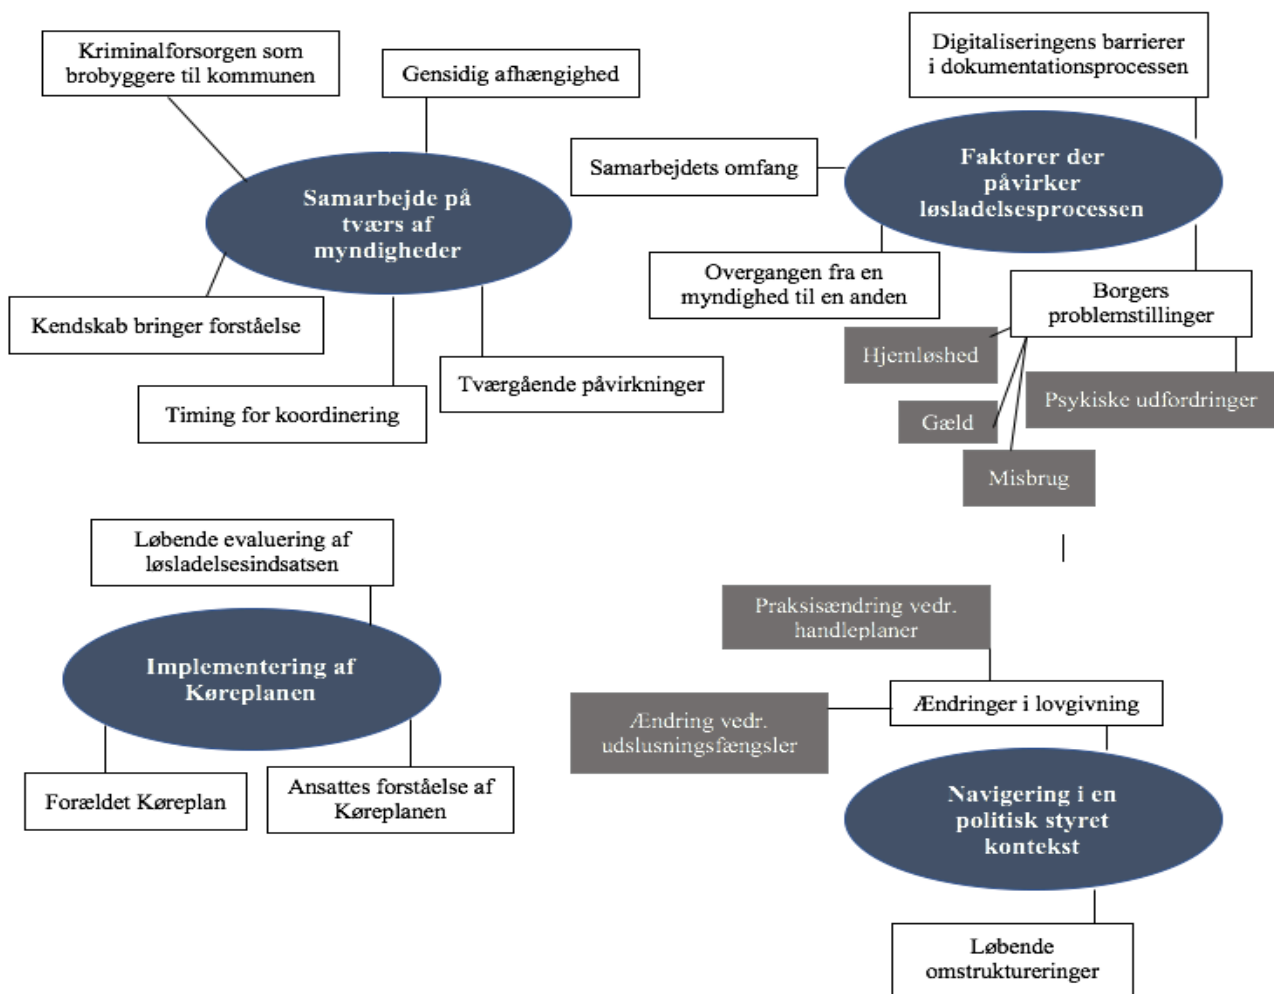 Kriminalforsorgen som
brobyggere til kommunen
Gensidig afhængighed
Samarbejde på
tværs af
myndigheder
Kendskab bringer forståelse
Timing for koordinering
Tværgående påvirkninger
Digitaliseringens barrierer
i dokumentationsprocessen
Samarbejdets omfang
Faktorer der
påvirker
løsladelsesprocessen
Overgangen fra en
myndighed til en anden
Borgers
problemstillinger
Hjemløshed
Psykiske udfordringer
Gæld
Misbrug
Løbende evaluering af
løsladelsesindsatsen
Implementering af
Køreplanen
Forældet Køreplan
Ansattes forståelse af
Køreplanen
Praksisændring vedr.
handleplaner
Ændringer i lovgivning
Ændring vedr.
udslusningsfængsler
Navigering i en
politisk styret
kontekst
Løbende
omstruktureringer